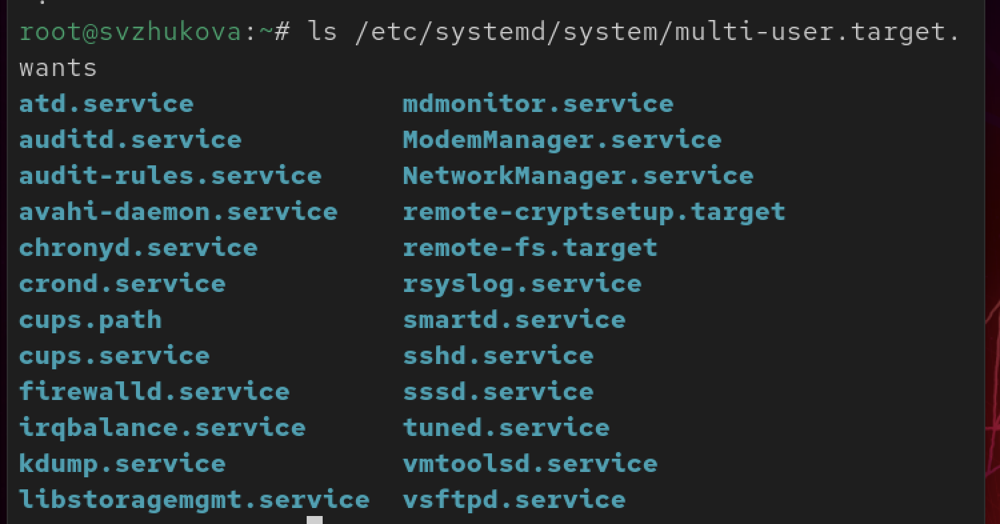 root@svzhukova:~# ls /etc/systemd/system/multi-user.target.
wants
atd.service mdmonitor.service
auditd.service ModemManager.service
audit-rules.service NetworkManager.service
avahi-daemon.service remote-cryptsetup.target
chronyd.service remote-fs.target
crond.service rsyslog.service
cups.path smartd.service
cups.service sshd.service
firewalld.service sssd.service
irqbalance.service tuned.service
kdump.service vmtoolsd.service
libstoragemgmt.service vsftpd.service